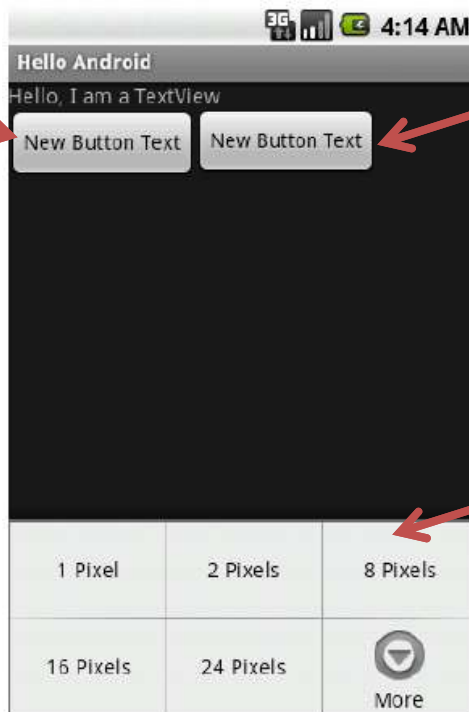 3G 4:14 AM
Hello Android
Hello, I am a TextView
New Button Text New Button Text
1 Pixel 2 Pixels 8 Pixels
16 Pixels 24 Pixels
More